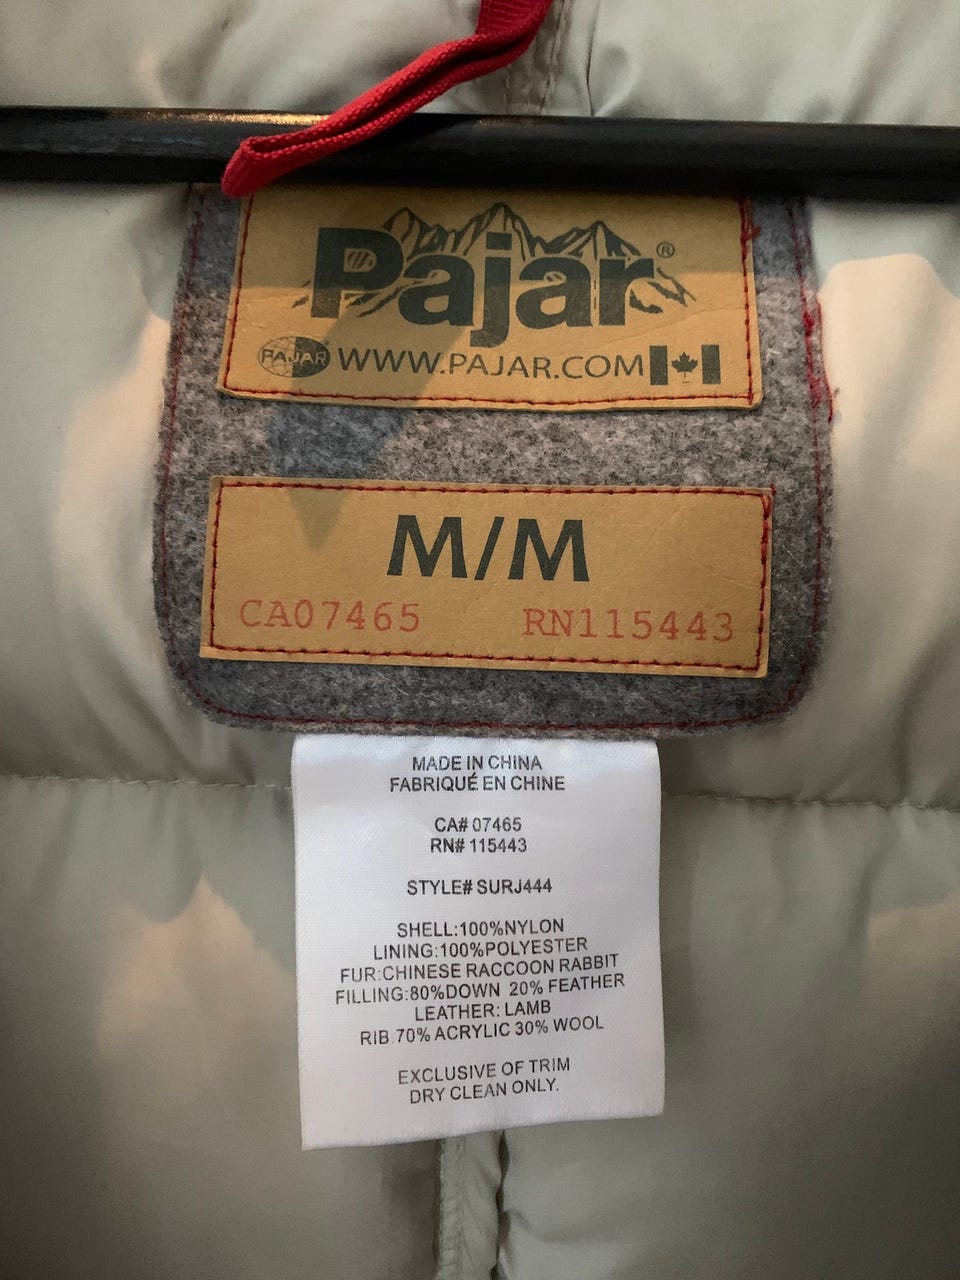 Pajar®
PAJAR WWW.PAJAR.COM
M/M
CA07465 RN115443
MADE IN CHINA
FABRIQUÉ EN CHINE
CA# 07465
RN# 115443
STYLE# SURJ444
SHELL:100%NYLON
LINING:100%POLYESTER
FUR:CHINESE RACCOON RABBIT
FILLING:80%DOWN 20% FEATHER
LEATHER: LAMB
RIB.70% ACRYLIC 30% WOOL
EXCLUSIVE OF TRIM
DRY CLEAN ONLY.